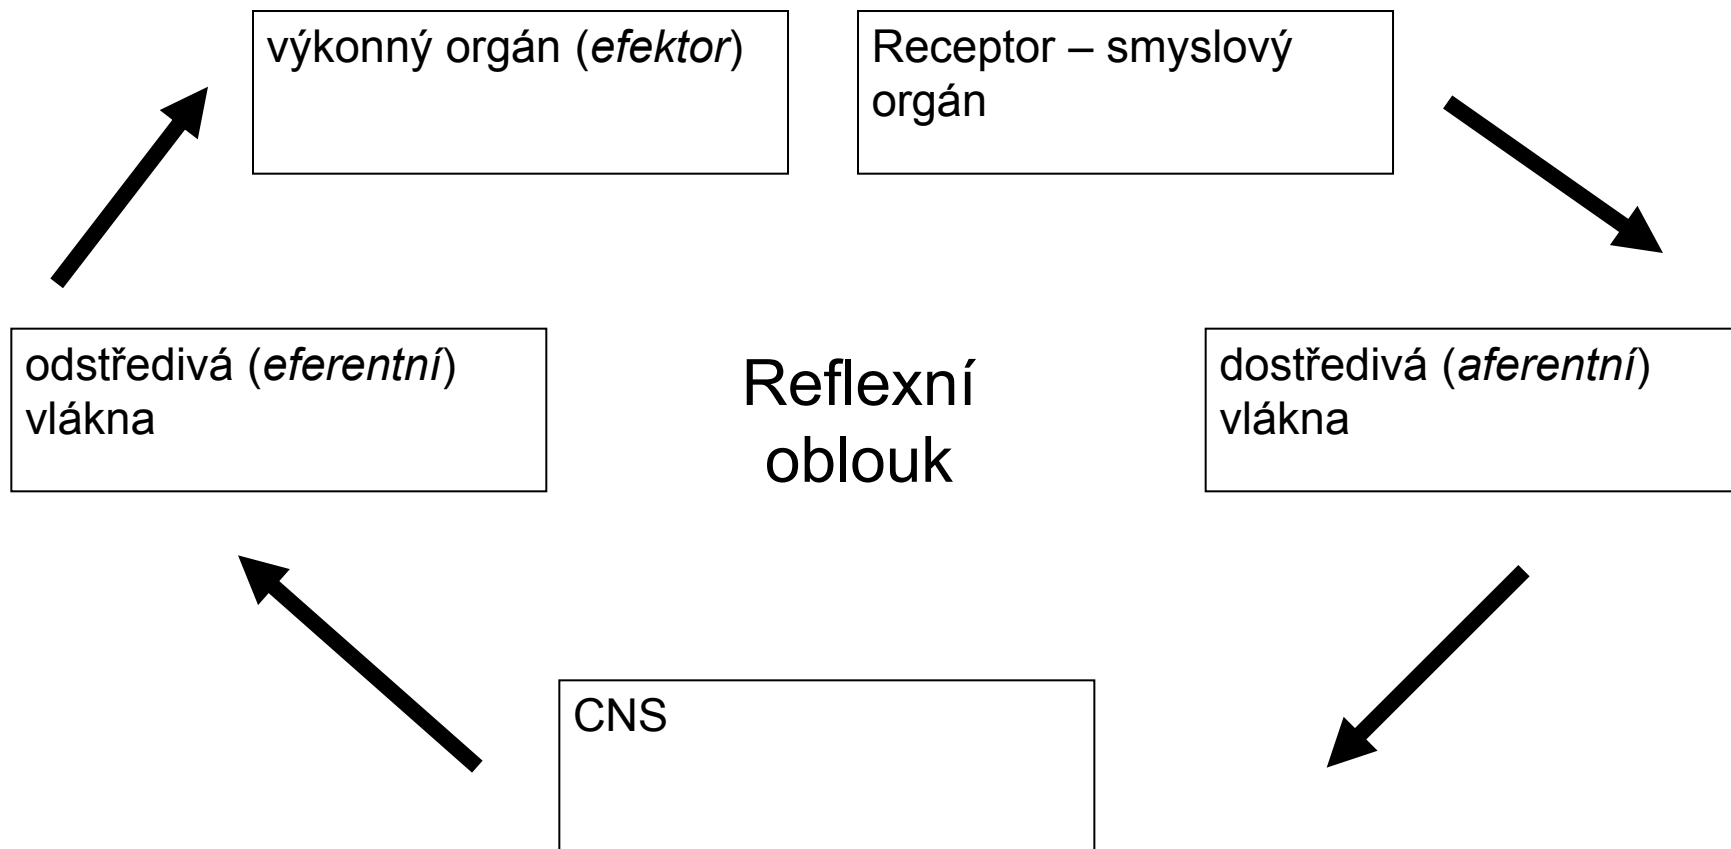 výkonný orgán (efektor)
Receptor – smyslový
orgán
odstředivá (eferentní)
vlákna
Reflexní
oblouk
dostředivá (aferentní)
vlákna
CNS